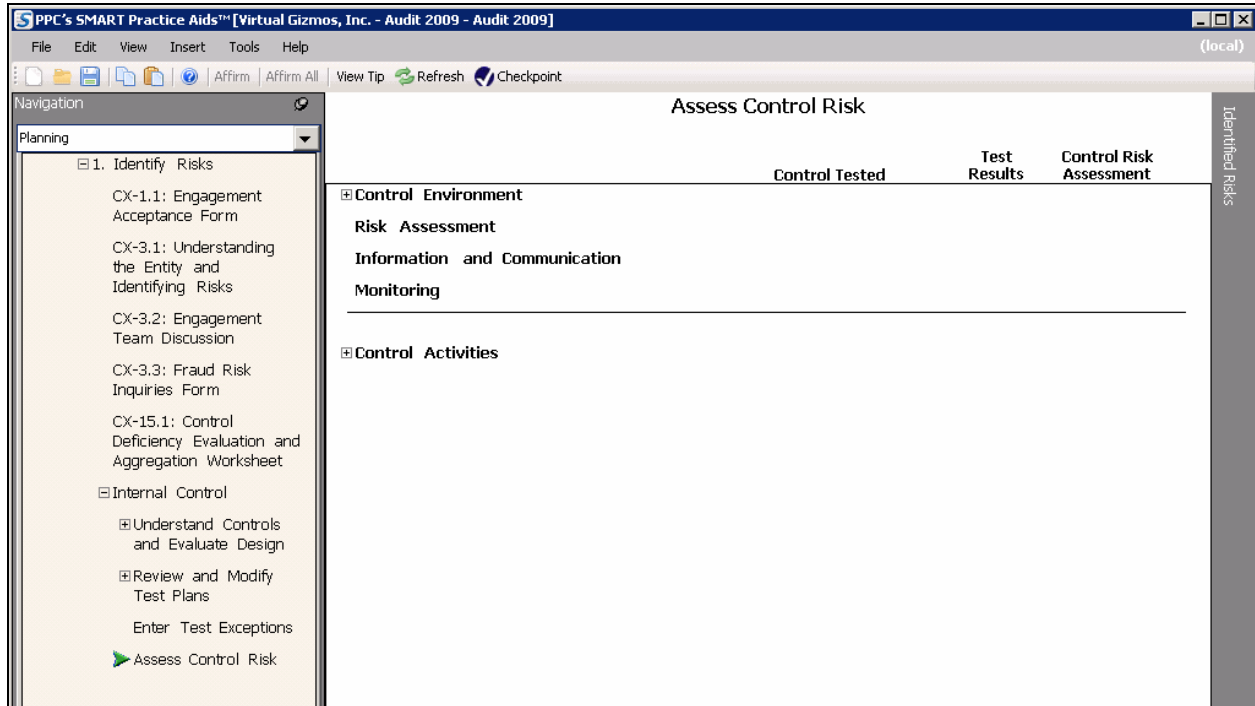 PPC's SMART Practice Aids™ [Virtual Gizmos, Inc. - Audit 2009 - Audit 2009]
File Edit View Insert Tools Help (local)
Affirm Affirm All View Tip Refresh Checkpoint
Navigation
Planning
1. Identify Risks
CX-1.1: Engagement
Acceptance Form
CX-3.1: Understanding
the Entity and
Identifying Risks
CX-3.2: Engagement
Team Discussion
CX-3.3: Fraud Risk
Inquiries Form
CX-15.1: Control
Deficiency Evaluation and
Aggregation Worksheet
Internal Control
Understand Controls
and Evaluate Design
Review and Modify
Test Plans
Enter Test Exceptions
Assess Control Risk
Assess Control Risk
Control Tested
Test
Results
Control Risk
Assessment
Control Environment
Risk Assessment
Information and Communication
Monitoring
Control Activities
Identified Risks